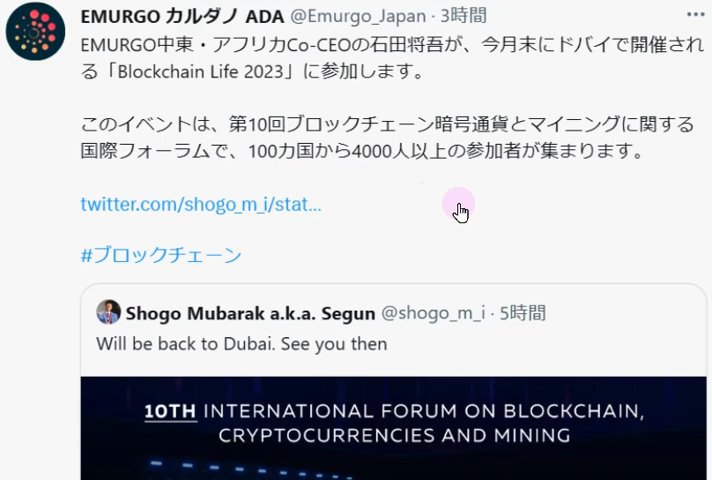 EMURGO カルダノ ADA @Emurgo_Japan · 3時間
EMURGO中東・アフリカCo-CEOの石田将吾が、今月末にドバイで開催され
る「Blockchain Life 2023」に参加します。
このイベントは、第10回ブロックチェーン暗号通貨とマイニングに関する
国際フォーラムで、100カ国から4000人以上の参加者が集まります。
twitter.com/shogo_m_i/stat...
#ブロックチェーン
Shogo Mubarak a.k.a. Segun @shogo_m_i · 5時間
Will be back to Dubai. See you then
10TH INTERNATIONAL FORUM ON BLOCKCHAIN,
CRYPTOCURRENCIES AND MINING